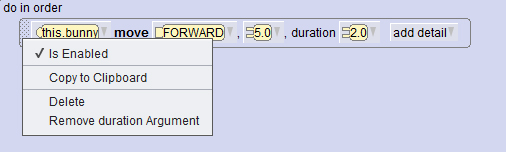 do in order
this.bunny move FORWARD , 5.0 , duration 2.0 add detail
✓ Is Enabled
Copy to Clipboard
Delete
Remove duration Argument